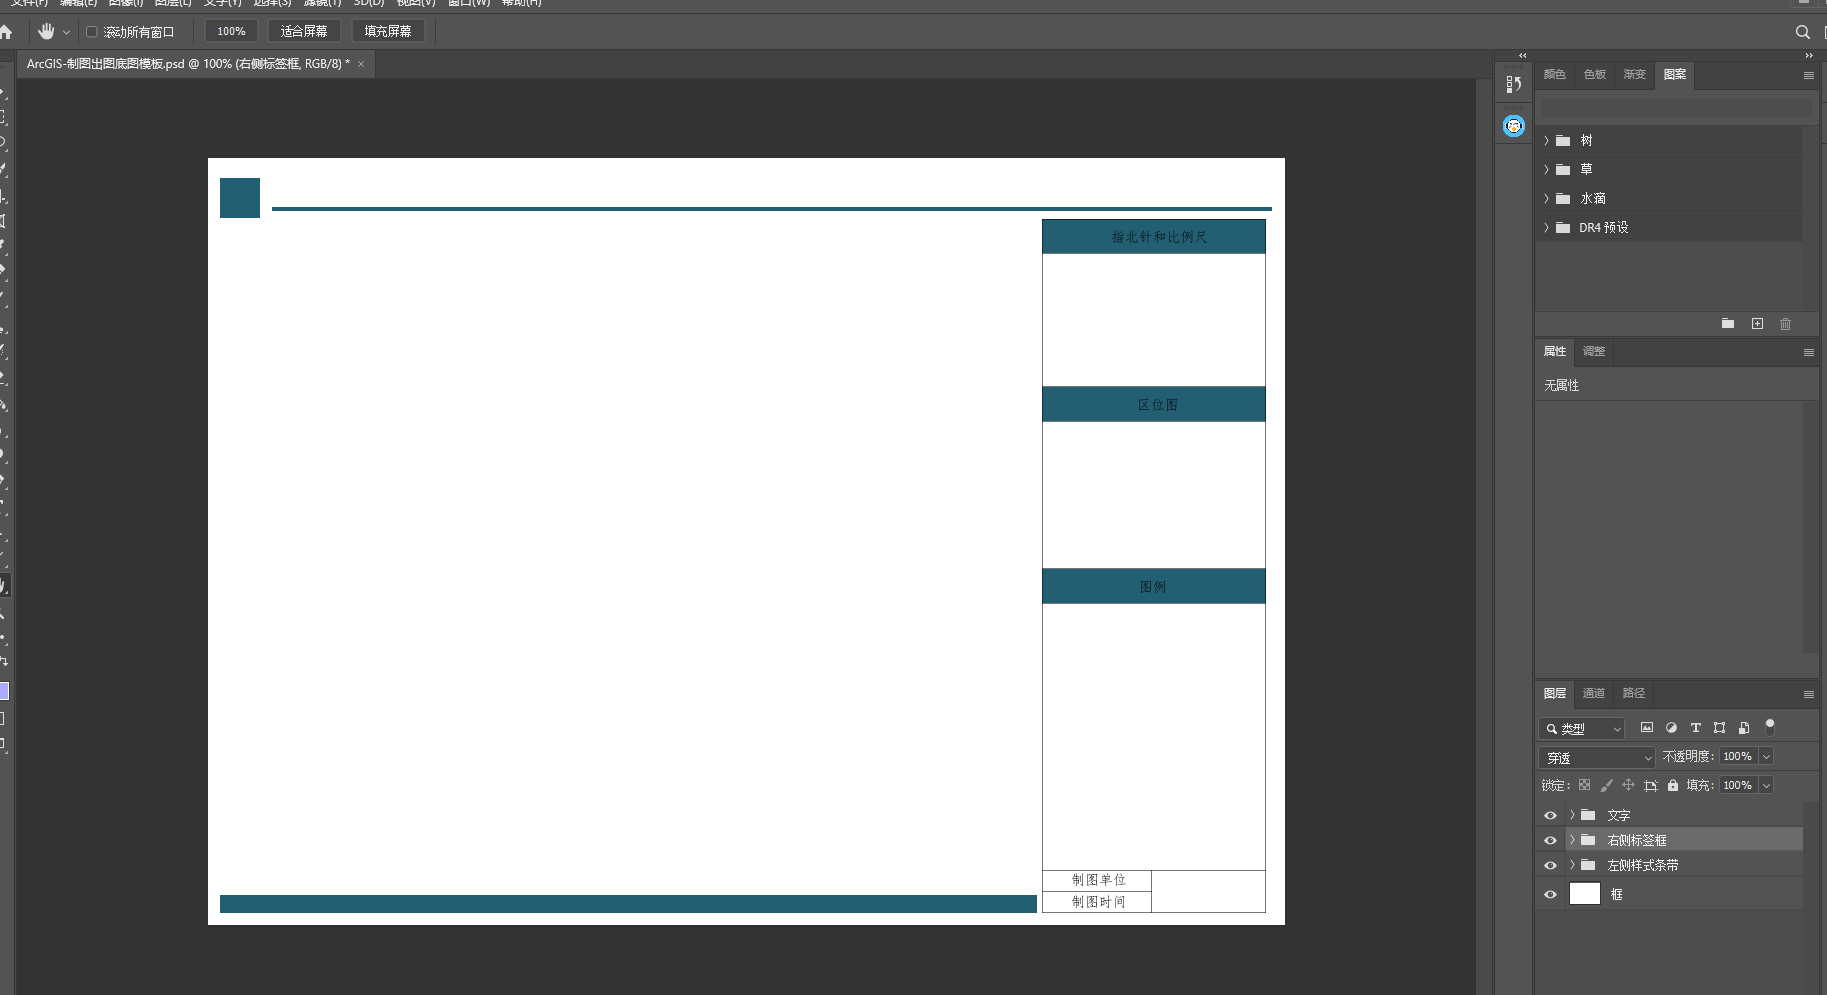 文件(F) 编辑(E) 图像(I) 图层(L) 文字(Y) 选择(S) 滤镜(T) 3D(D) 视图(V) 窗口(W) 帮助(H)
滚动所有窗口 100% 适合屏幕 填充屏幕
ArcGIS-制图出图底图模板.psd @ 100% (右侧标签框, RGB/8) * ×
指北针和比例尺
区位图
图例
制图单位
制图时间
颜色 色板 渐变 图案
树
草
水滴
DR4 预设
属性 调整
无属性
图层 通道 路径
类型
穿透 不透明度: 100%
锁定: 填充: 100%
文字
右侧标签框
左侧样式条带
框